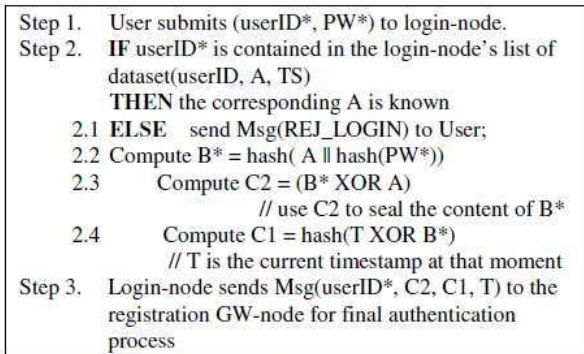 Step 1. User submits (userID*, PW*) to login-node.
Step 2. IF userID* is contained in the login-node's list of
dataset(userID, A, TS)
THEN the corresponding A is known
2.1 ELSE send Msg(REJ_LOGIN) to User;
2.2 Compute B* = hash( A || hash(PW*))
2.3 Compute C2 = (B* XOR A)
// use C2 to seal the content of B*
2.4 Compute C1 = hash(T XOR B*)
// T is the current timestamp at that moment
Step 3. Login-node sends Msg(userID*, C2, C1, T) to the
registration GW-node for final authentication
process